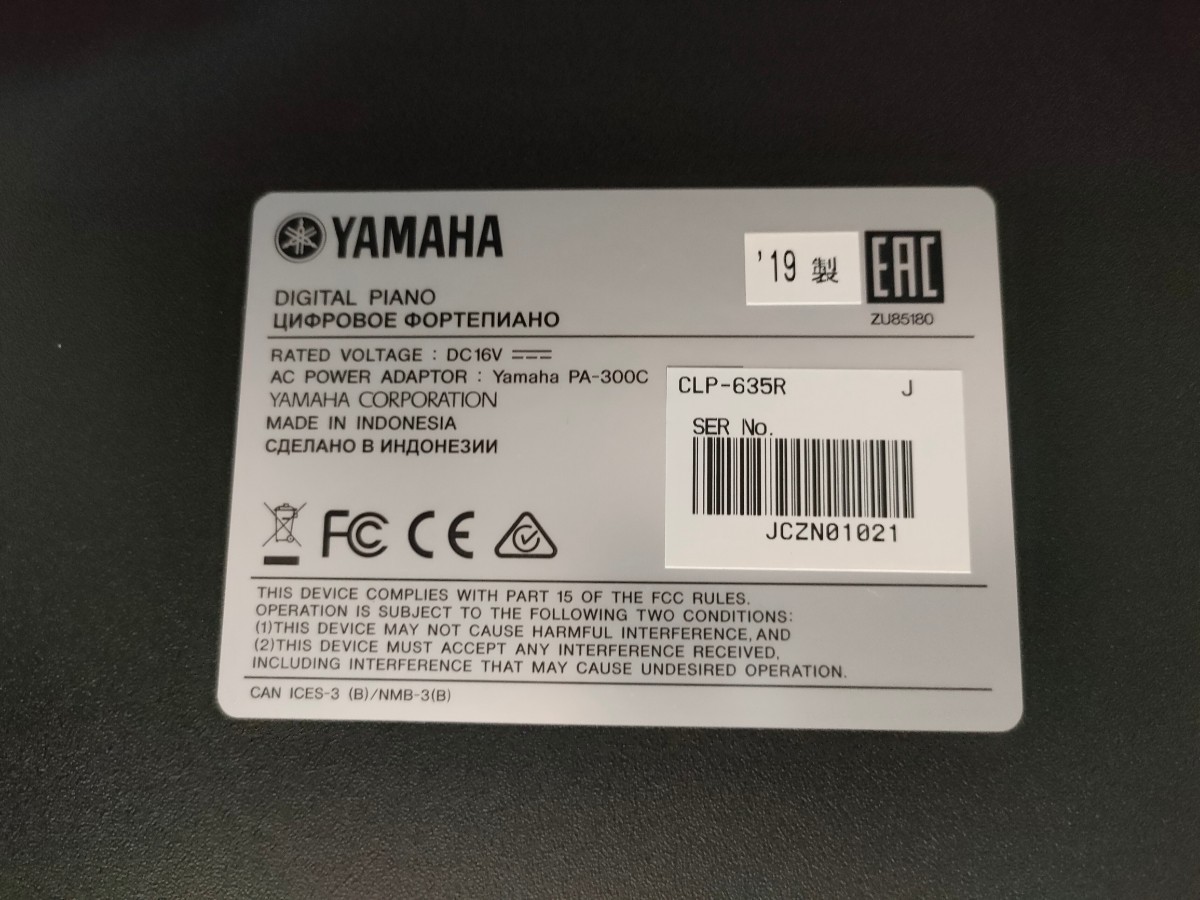 YAMAHA
'19 製
EAC
ZU85180
DIGITAL PIANO
ЦИФРОВОЕ ФОРТЕПИАНО
RATED VOLTAGE : DC16V
AC POWER ADAPTOR : Yamaha PA-300C
YAMAHA CORPORATION
MADE IN INDONESIA
СДЕЛАНО В ИНДОНЕЗИИ
CLP-635R J
SER No.
JCZN01021
FC CE
THIS DEVICE COMPLIES WITH PART 15 OF THE FCC RULES.
OPERATION IS SUBJECT TO THE FOLLOWING TWO CONDITIONS:
(1)THIS DEVICE MAY NOT CAUSE HARMFUL INTERFERENCE, AND
(2)THIS DEVICE MUST ACCEPT ANY INTERFERENCE RECEIVED,
INCLUDING INTERFERENCE THAT MAY CAUSE UNDESIRED OPERATION.
CAN ICES-3 (B)/NMB-3(B)